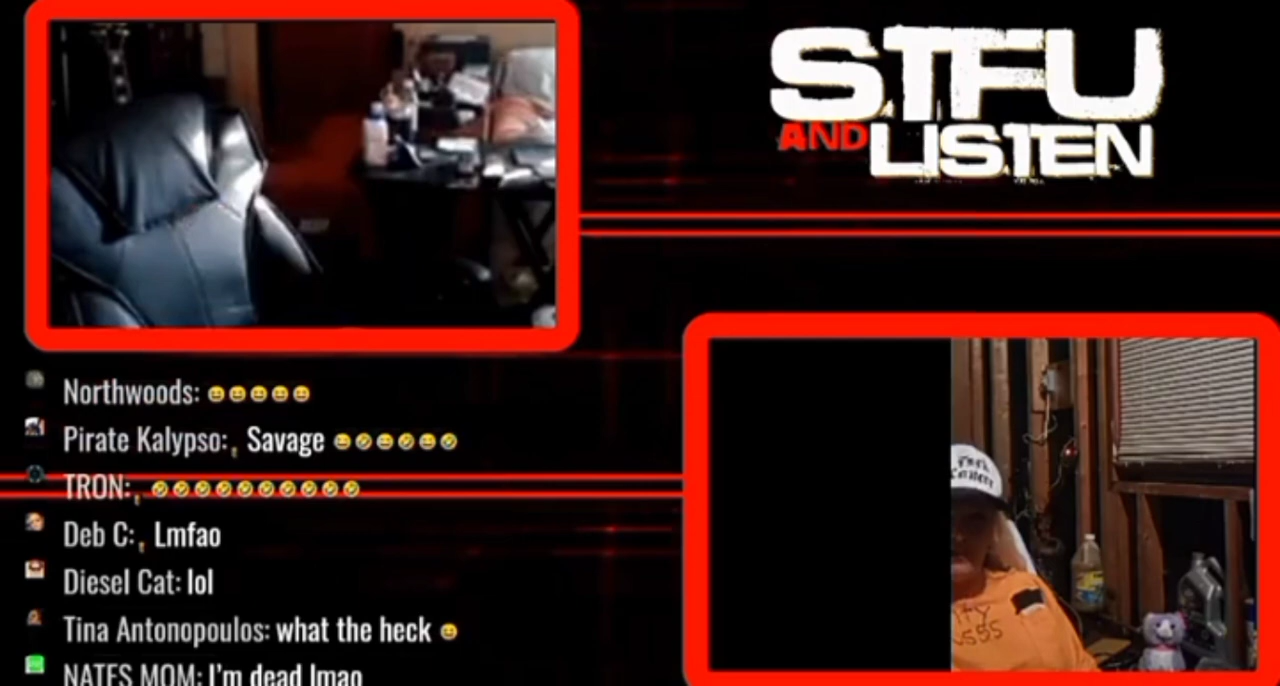 STFU
AND LISTEN
Northwoods: 😄😄😄😄😄
Pirate Kalypso: Savage 😂🤣😂🤣😂🤣
TRON: 🤣🤣🤣🤣🤣🤣🤣🤣🤣🤣
Deb C: Lmfao
Diesel Cat: lol
Tina Antonopoulos: what the heck 😄
NATES MOM: I'm dead lmao